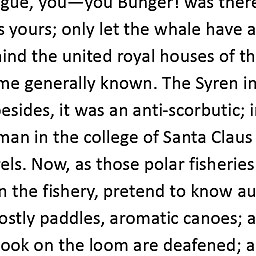 gue, you—you Bunger! was there
s yours; only let the whale have a
ind the united royal houses of th
me generally known. The Syren in
esides, it was an anti-scorbutic; i
man in the college of Santa Claus
els. Now, as those polar fisheries
n the fishery, pretend to know au
ostly paddles, aromatic canoes; a
ook on the loom are deafened; a